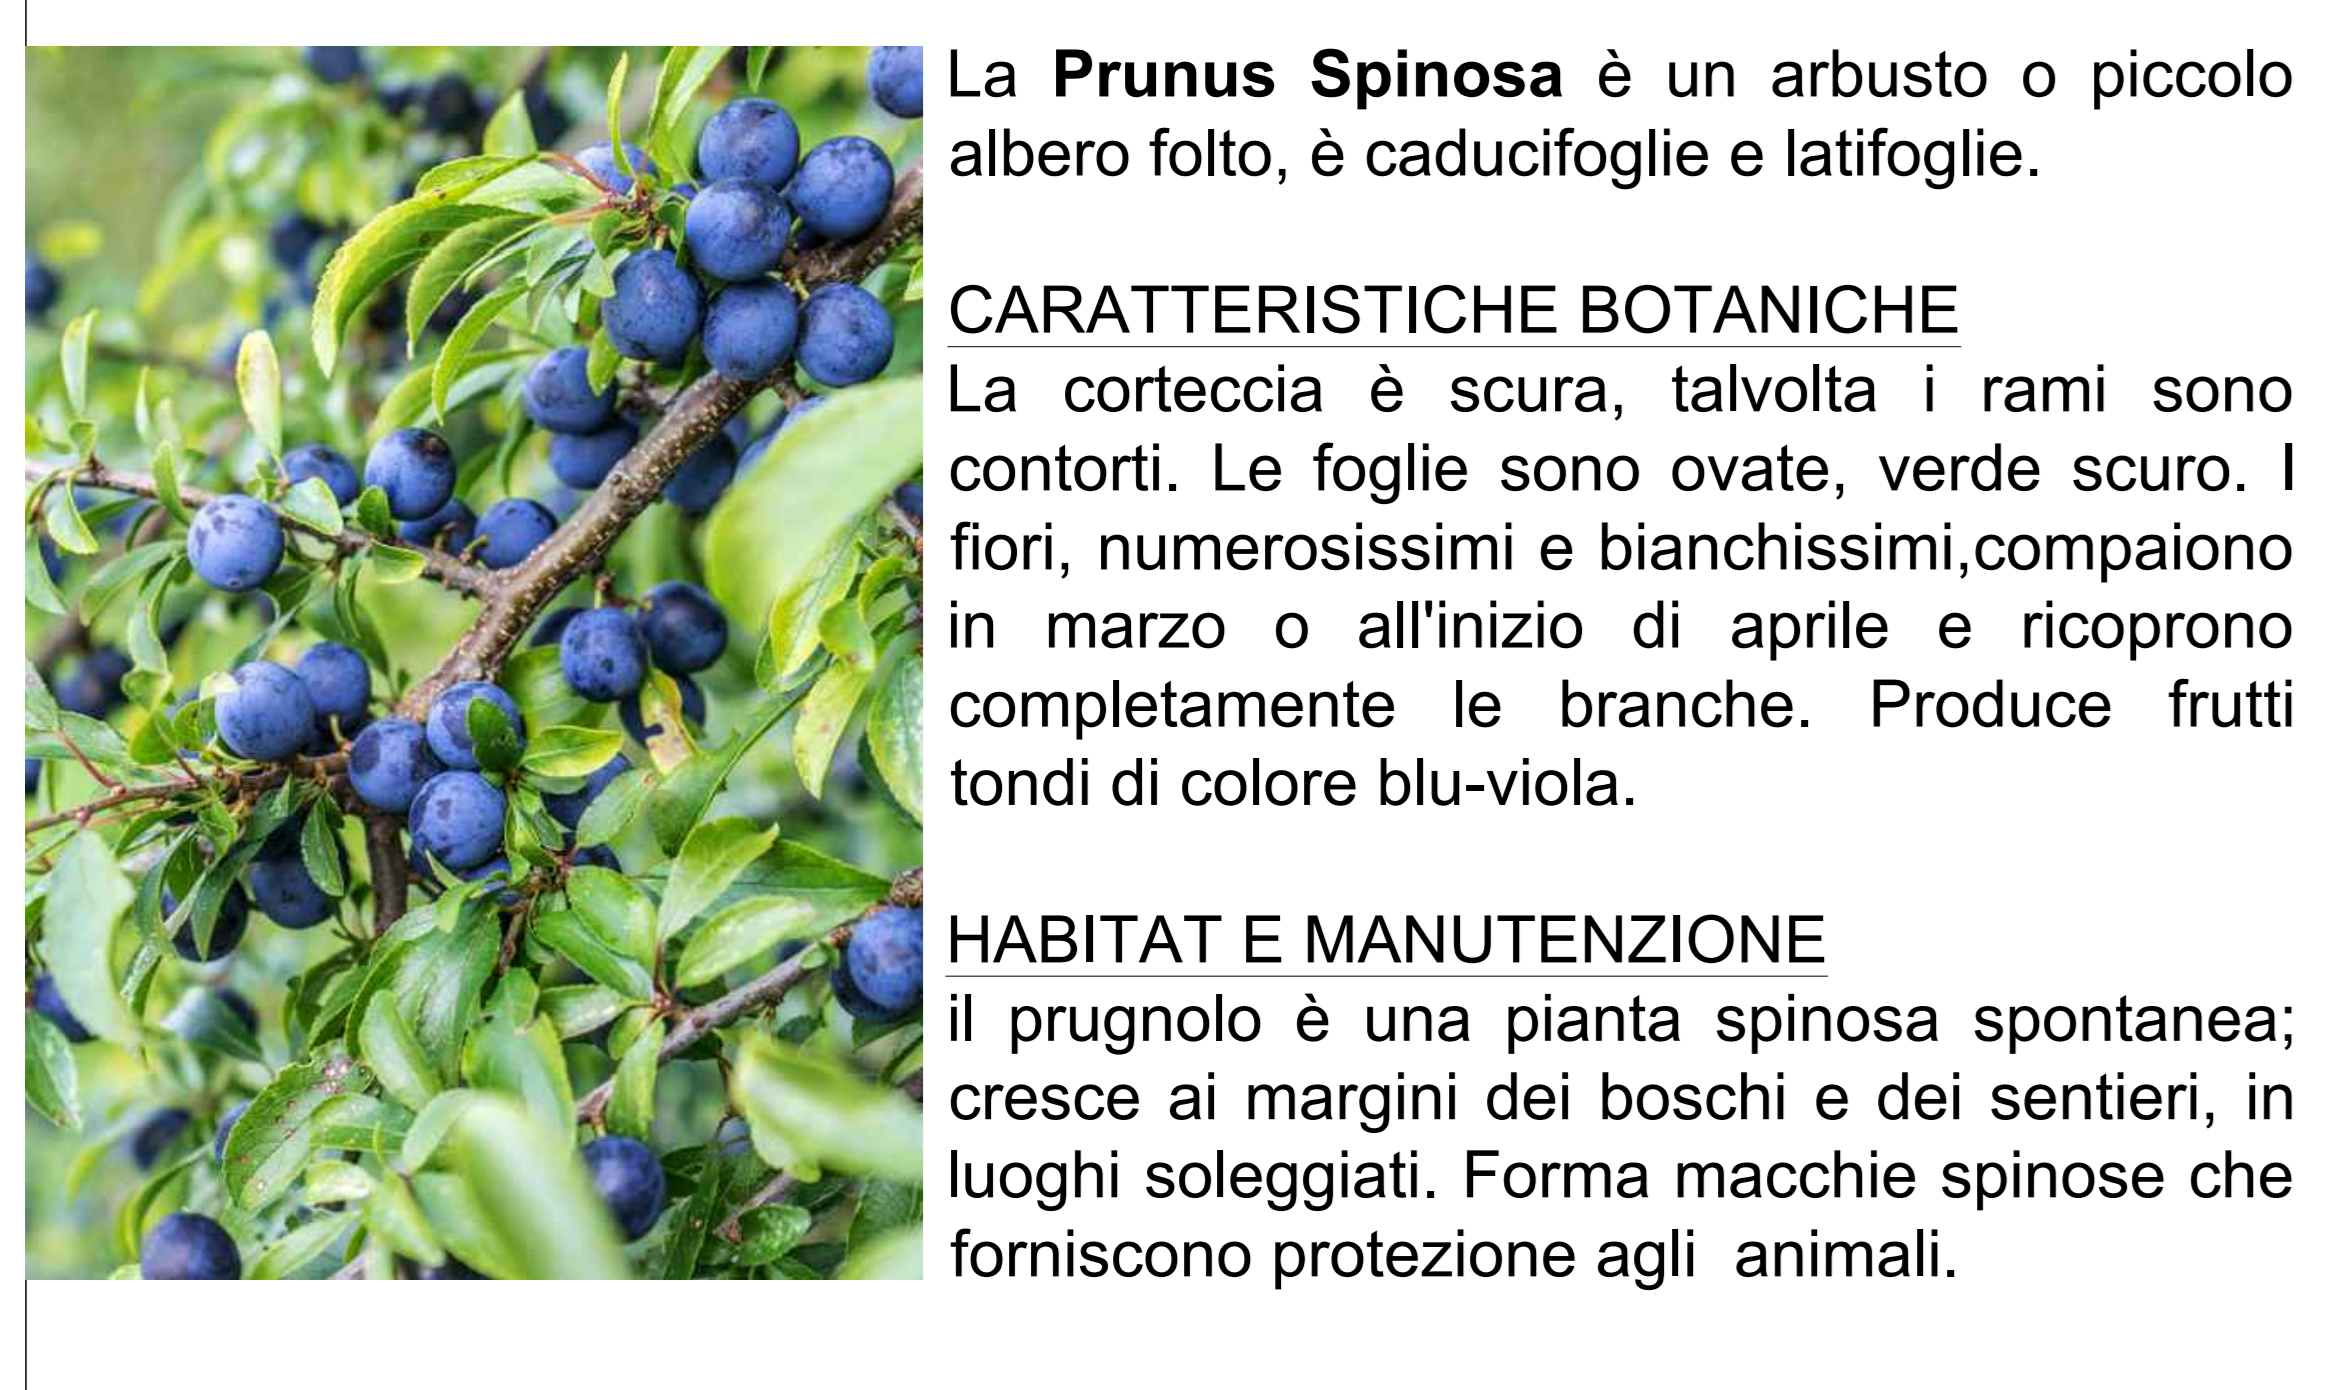 La Prunus Spinosa è un arbusto o piccolo
albero folto, è caducifoglie e latifoglie.
CARATTERISTICHE BOTANICHE
La corteccia è scura, talvolta i rami sono
contorti. Le foglie sono ovate, verde scuro. I
fiori, numerosissimi e bianchissimi,compaiono
in marzo o all'inizio di aprile e ricoprono
completamente le branche. Produce frutti
tondi di colore blu-viola.
HABITAT E MANUTENZIONE
il prugnolo è una pianta spinosa spontanea;
cresce ai margini dei boschi e dei sentieri, in
luoghi soleggiati. Forma macchie spinose che
forniscono protezione agli  animali.